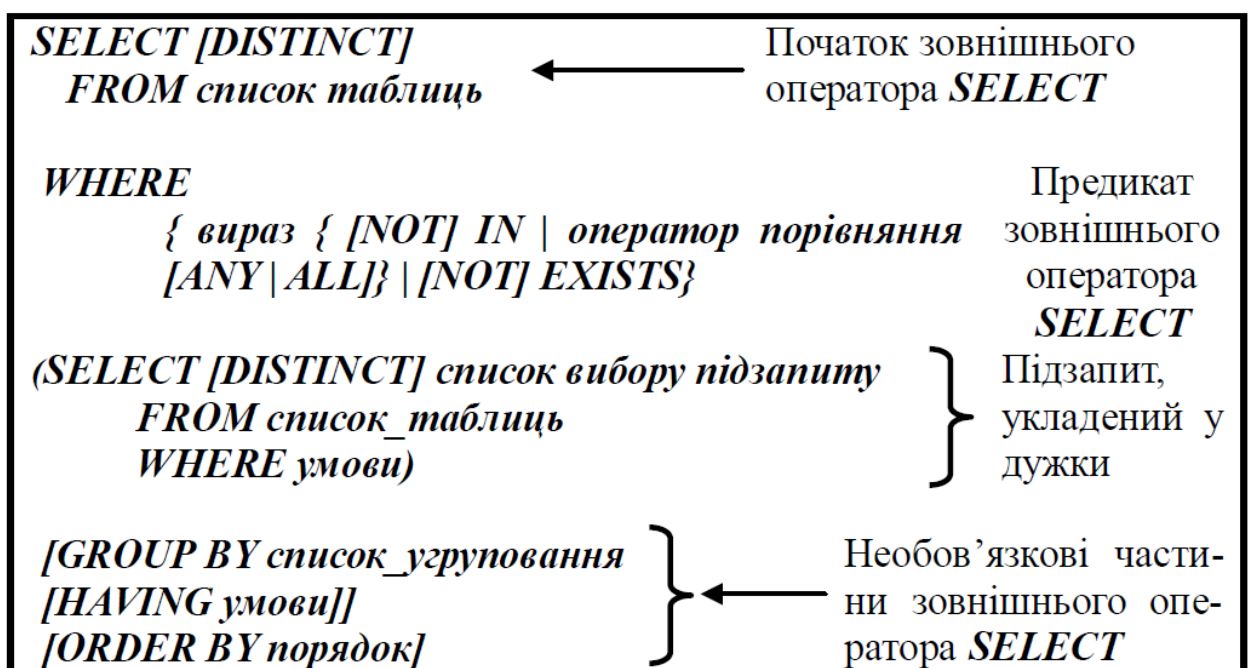 SELECT [DISTINCT]
FROM список таблиць
Початок зовнішнього
оператора SELECT
WHERE
{ вираз { [NOT] IN | оператор порівняння
[ANY | ALL]} | [NOT] EXISTS}
Предикат
зовнішнього
оператора
SELECT
(SELECT [DISTINCT] список вибору підзапиту
FROM список_таблиць
WHERE умови)
Підзапит,
укладений у
дужки
[GROUP BY список_угруповання
[HAVING умови]]
[ORDER BY порядок]
Необов’язкові части-
ни зовнішнього опе-
ратора SELECT